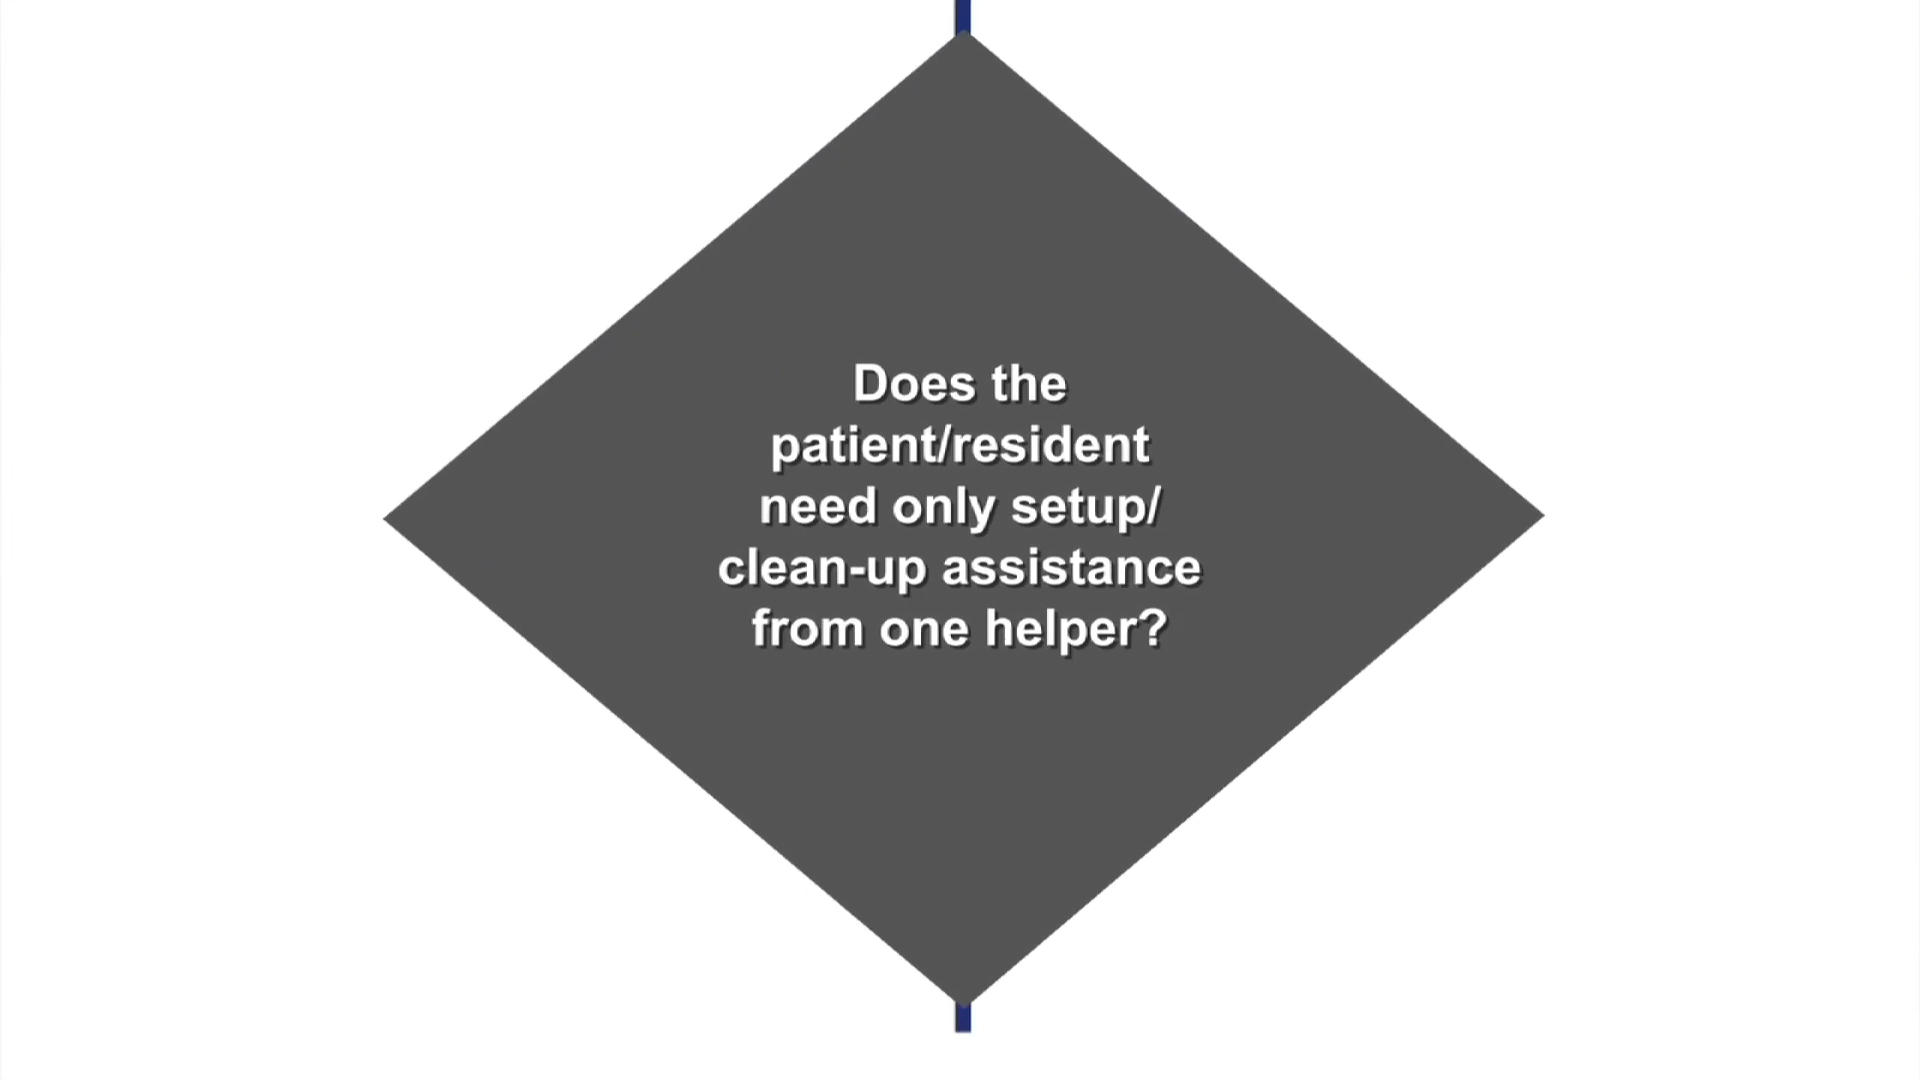 Does the
patient/resident
need only setup/
clean-up assistance
from one helper?